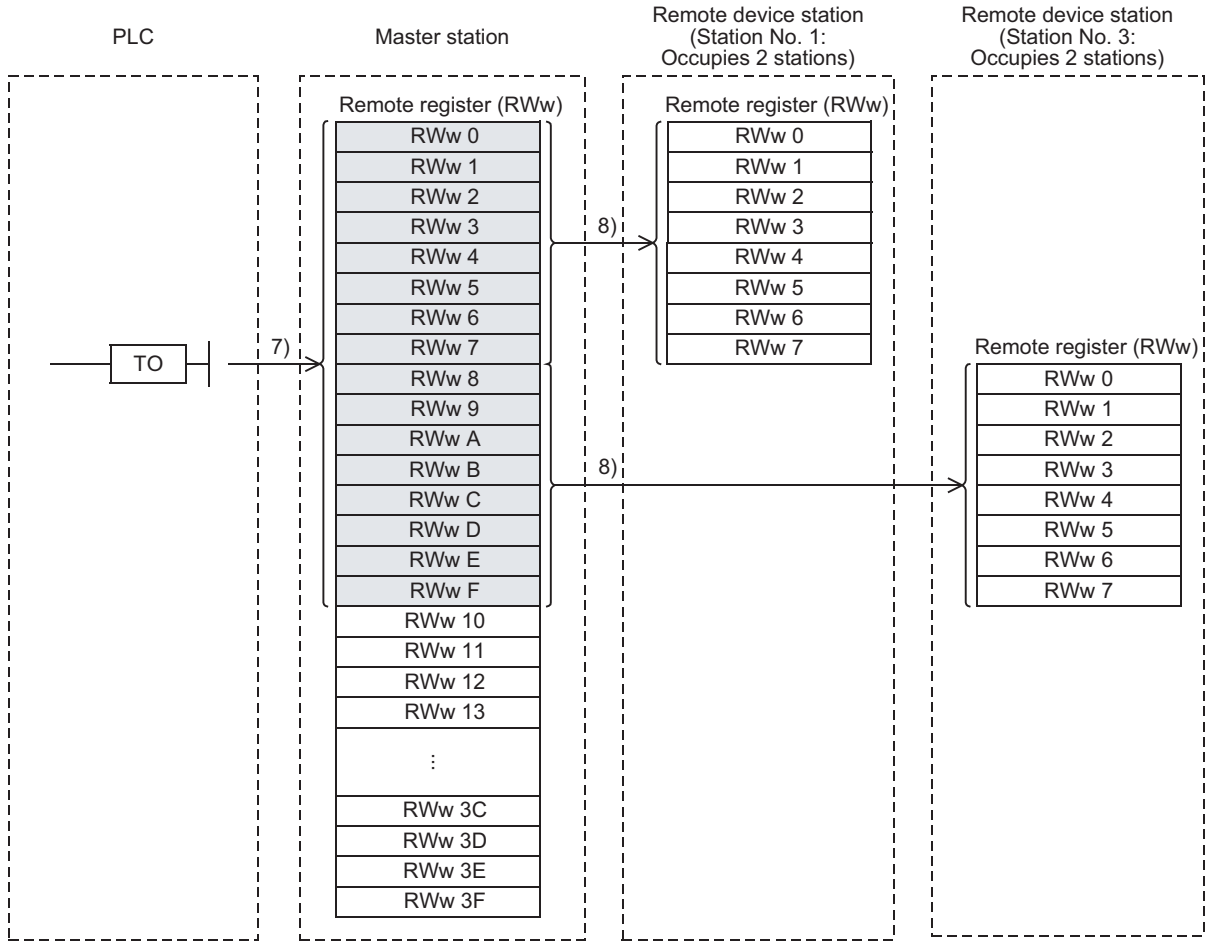 PLC
Master station
Remote device station
(Station No. 1:
Occupies 2 stations)
Remote device station
(Station No. 3:
Occupies 2 stations)
TO
7)
Remote register (RWw)
RWw 0
RWw 1
RWw 2
RWw 3
RWw 4
RWw 5
RWw 6
RWw 7
RWw 8
RWw 9
RWw A
RWw B
RWw C
RWw D
RWw E
RWw F
RWw 10
RWw 11
RWw 12
RWw 13
...
RWw 3C
RWw 3D
RWw 3E
RWw 3F
8)
8)
Remote register (RWw)
RWw 0
RWw 1
RWw 2
RWw 3
RWw 4
RWw 5
RWw 6
RWw 7
Remote register (RWw)
RWw 0
RWw 1
RWw 2
RWw 3
RWw 4
RWw 5
RWw 6
RWw 7